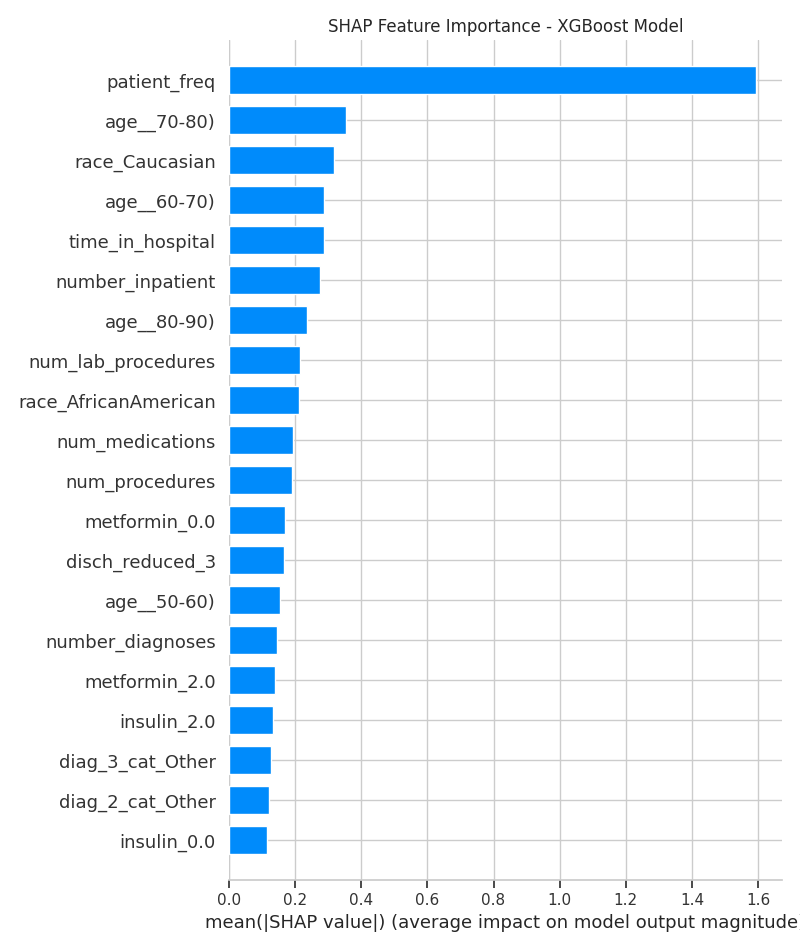 SHAP Feature Importance - XGBoost Model
patient_freq
age__70-80)
race_Caucasian
age__60-70)
time_in_hospital
number_inpatient
age__80-90)
num_lab_procedures
race_AfricanAmerican
num_medications
num_procedures
metformin_0.0
disch_reduced_3
age__50-60)
number_diagnoses
metformin_2.0
insulin_2.0
diag_3_cat_Other
diag_2_cat_Other
insulin_0.0
0.0 0.2 0.4 0.6 0.8 1.0 1.2 1.4 1.6
mean(|SHAP value|) (average impact on model output magnitude